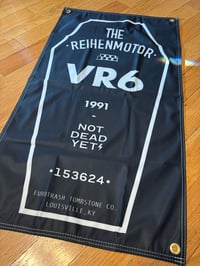 THE
REIHENMOTOR
VR6
1991
-
NOT
DEAD
YET
·153624·
EUROTRASH TOMBSTONE CO.
LOUISVILLE, KY